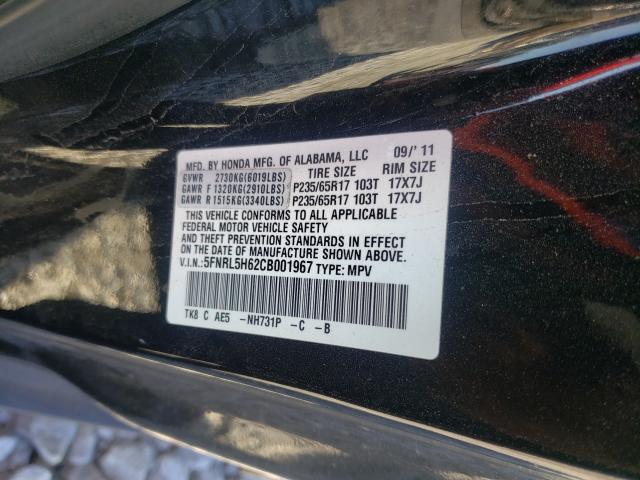 MFD. BY HONDA MFG. OF ALABAMA, LLC 09/'11
GVWR 2730KG(6019LBS) TIRE SIZE RIM SIZE
GAWR F 1320KG(2910LBS) P235/65R17 103T 17X7J
GAWR R 1515KG(3340LBS) P235/65R17 103T 17X7J
THIS VEHICLE CONFORMS TO ALL APPLICABLE
FEDERAL MOTOR VEHICLE SAFETY
AND THEFT PREVENTION STANDARDS IN EFFECT
ON THE DATE OF MANUFACTURE SHOWN ABOVE.
V.I.N.:5FNRL5H62CB001967 TYPE: MPV
TK8 C AE5 -NH731P -C -B